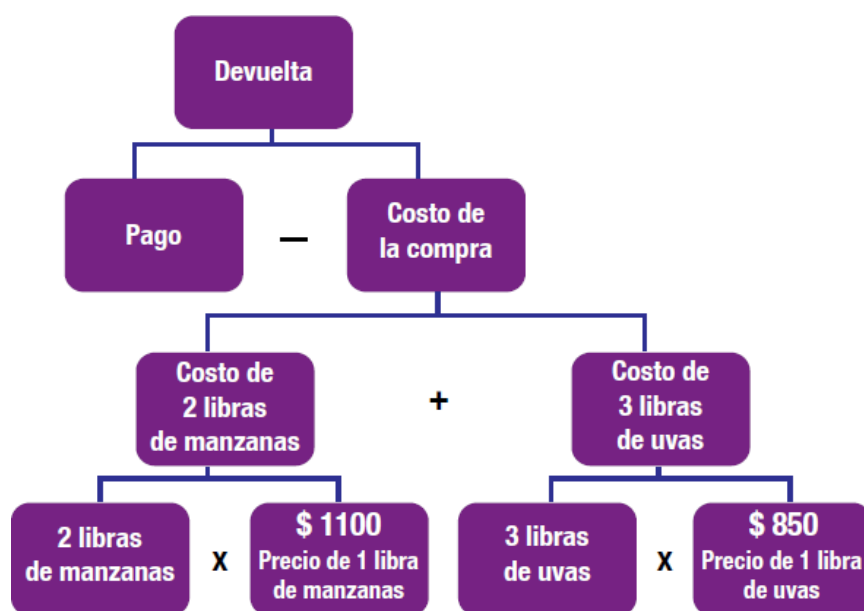 Devuelta
Pago
–
Costo de
la compra
Costo de
2 libras
de manzanas
+
Costo de
3 libras
de uvas
2 libras
de manzanas
x
$ 1100
Precio de 1 libra
de manzanas
3 libras
de uvas
x
$ 850
Precio de 1 libra
de uvas